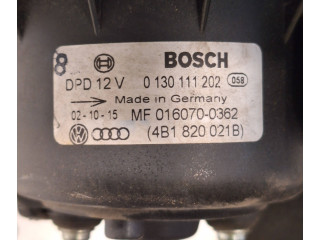 8
BOSCH
DPD 12 V 0 130 111 202 058
Made in Germany
02-10-15 MF 016070-0362
(4B1 820 021B)